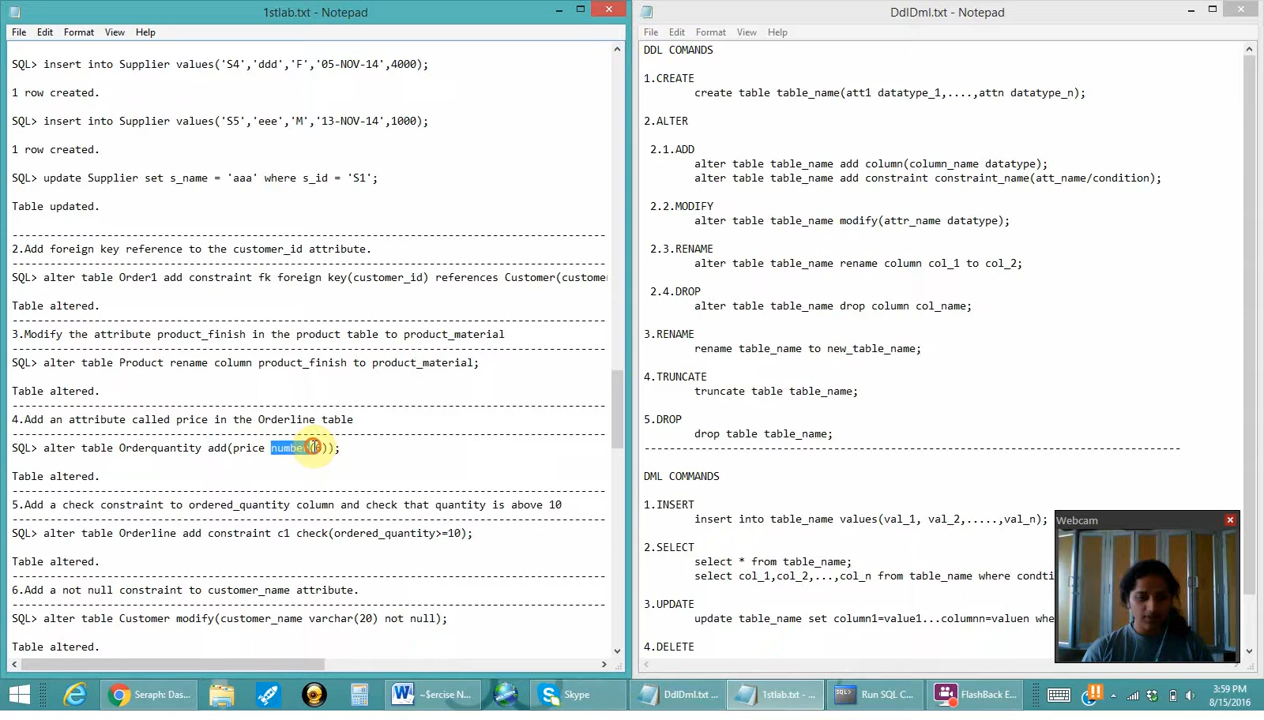 1stlab.txt - Notepad
File Edit Format View Help
SQL> insert into Supplier values('S4','ddd','F','05-NOV-14',4000);
1 row created.
SQL> insert into Supplier values('S5','eee','M','13-NOV-14',1000);
1 row created.
SQL> update Supplier set s_name = 'aaa' where s_id = 'S1';
Table updated.
2.Add foreign key reference to the customer_id attribute.
SQL> alter table Order1 add constraint fk foreign key(customer_id) references Customer(custome
Table altered.
3.Modify the attribute product_finish in the product table to product_material
SQL> alter table Product rename column product_finish to product_material;
Table altered.
4.Add an attribute called price in the Orderline table
SQL> alter table Orderquantity add(price number( ));
Table altered.
5.Add a check constraint to ordered_quantity column and check that quantity is above 10
SQL> alter table Orderline add constraint c1 check(ordered_quantity>=10);
Table altered.
6.Add a not null constraint to customer_name attribute.
SQL> alter table Customer modify(customer_name varchar(20) not null);
Table altered.
DdlDml.txt - Notepad
File Edit Format View Help
DDL COMANDS
1.CREATE
create table table_name(att1 datatype_1,....,attn datatype_n);
2.ALTER
2.1.ADD
alter table table_name add column(column_name datatype);
alter table table_name add constraint constraint_name(att_name/condition);
2.2.MODIFY
alter table table_name modify(attr_name datatype);
2.3.RENAME
alter table table_name rename column col_1 to col_2;
2.4.DROP
alter table table_name drop column col_name;
3.RENAME
rename table_name to new_table_name;
4.TRUNCATE
truncate table table_name;
5.DROP
drop table table_name;
DML COMMANDS
1.INSERT
insert into table_name values(val_1, val_2,.....,val_n);
2.SELECT
select * from table_name;
select col_1,col_2,...,col_n from table_name where condti
3.UPDATE
update table_name set column1=value1...columnn=valuen whe
4.DELETE
Webcam
Seraph: Das...
~$ercise N...
Skype
DdlDml.txt ...
1stlab.txt - ...
Run SQL C...
FlashBack E...
3:59 PM
8/15/2016